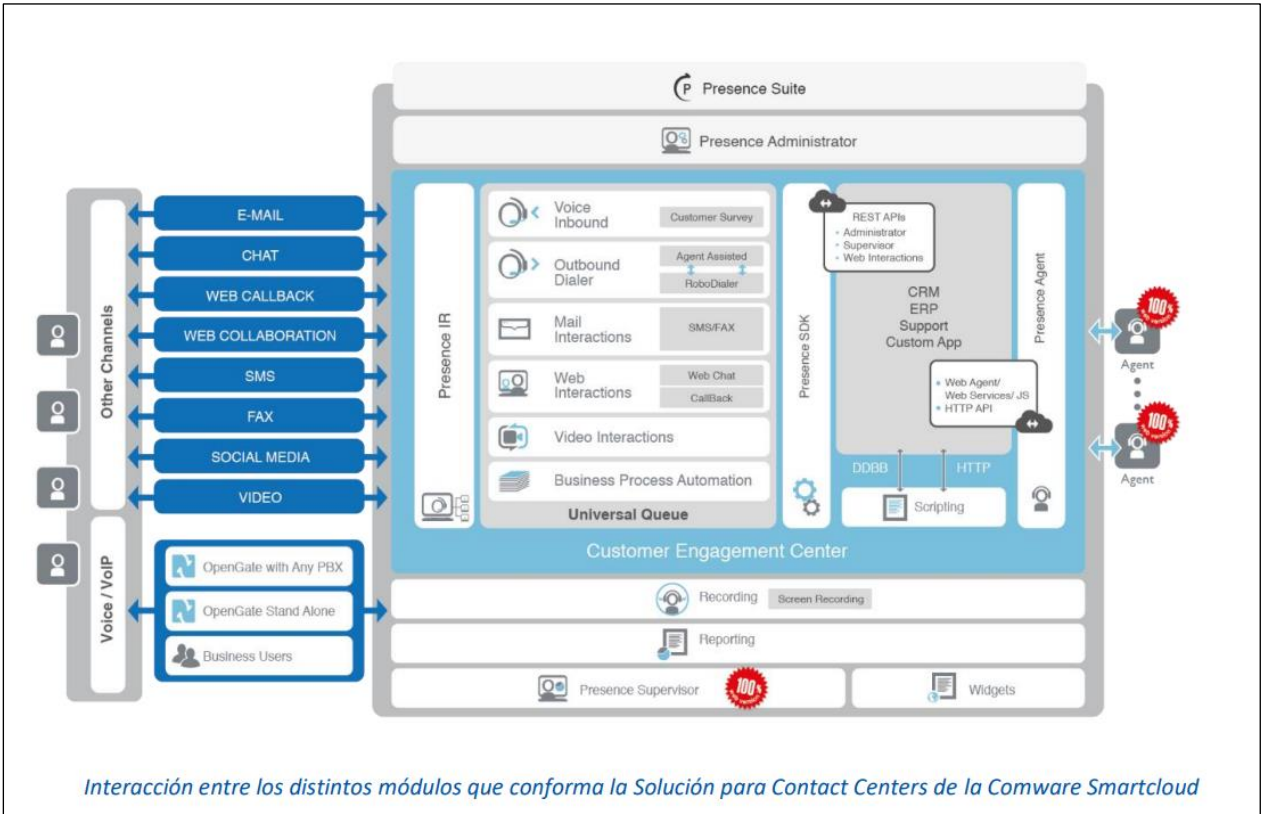 Presence Suite
Presence Administrator
Other Channels
E-MAIL
CHAT
WEB CALLBACK
WEB COLLABORATION
SMS
FAX
SOCIAL MEDIA
VIDEO
Voice / VoIP
OpenGate with Any PBX
OpenGate Stand Alone
Business Users
Presence IR
Voice
Inbound
Customer Survey
Outbound
Dialer
Agent Assisted
RoboDialer
Mail
Interactions
SMS/FAX
Web
Interactions
Web Chat
CallBack
Video Interactions
Business Process Automation
Universal Queue
Presence SDK
REST APIs
• Administrator
• Supervisor
• Web Interactions
CRM
ERP
Support
Custom App
• Web Agent/
Web Services/ JS
• HTTP API
DDBB
HTTP
Scripting
Presence Agent
Customer Engagement Center
100%
Agent
100%
Agent
Recording
Screen Recording
Reporting
Presence Supervisor
100%
Widgets
Interacción entre los distintos módulos que conforma la Solución para Contact Centers de la Comware Smartcloud